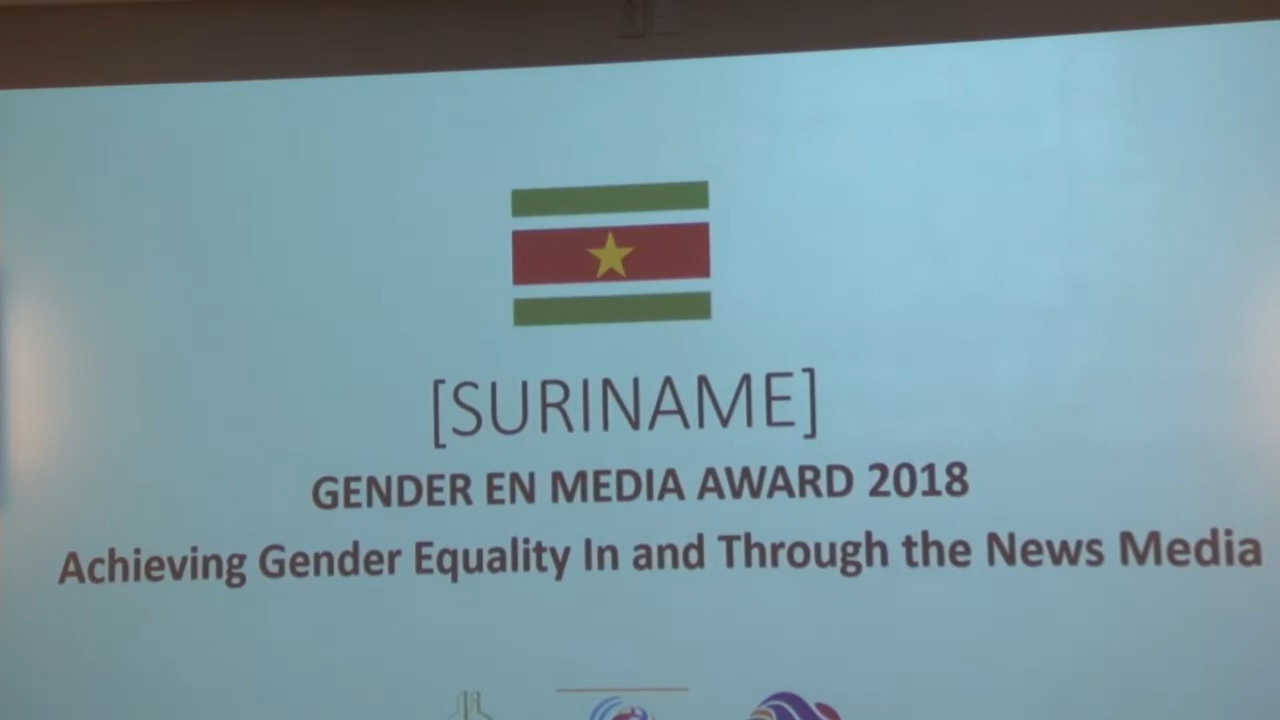 [SURINAME]
GENDER EN MEDIA AWARD 2018
Achieving Gender Equality In and Through the News Media